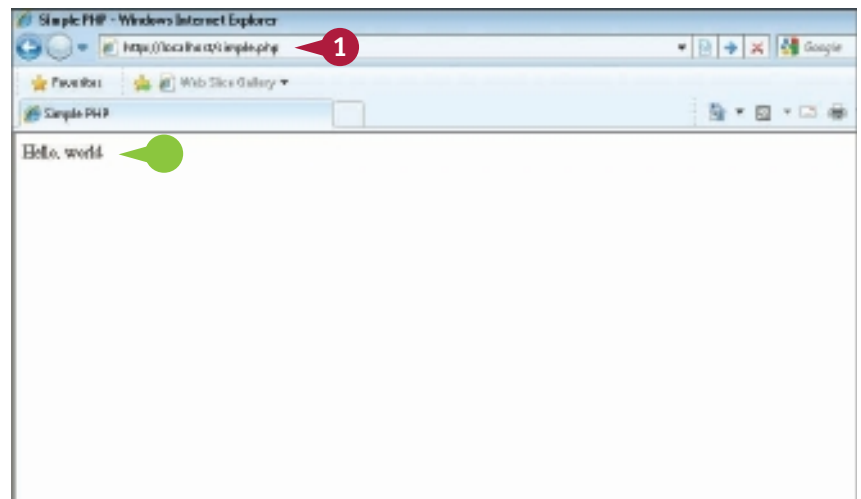 Simple PHP - Windows Internet Explorer
http://localhost/simple.php
1
Google
Favorites Web Slice Gallery
Simple PHP
Hello, world